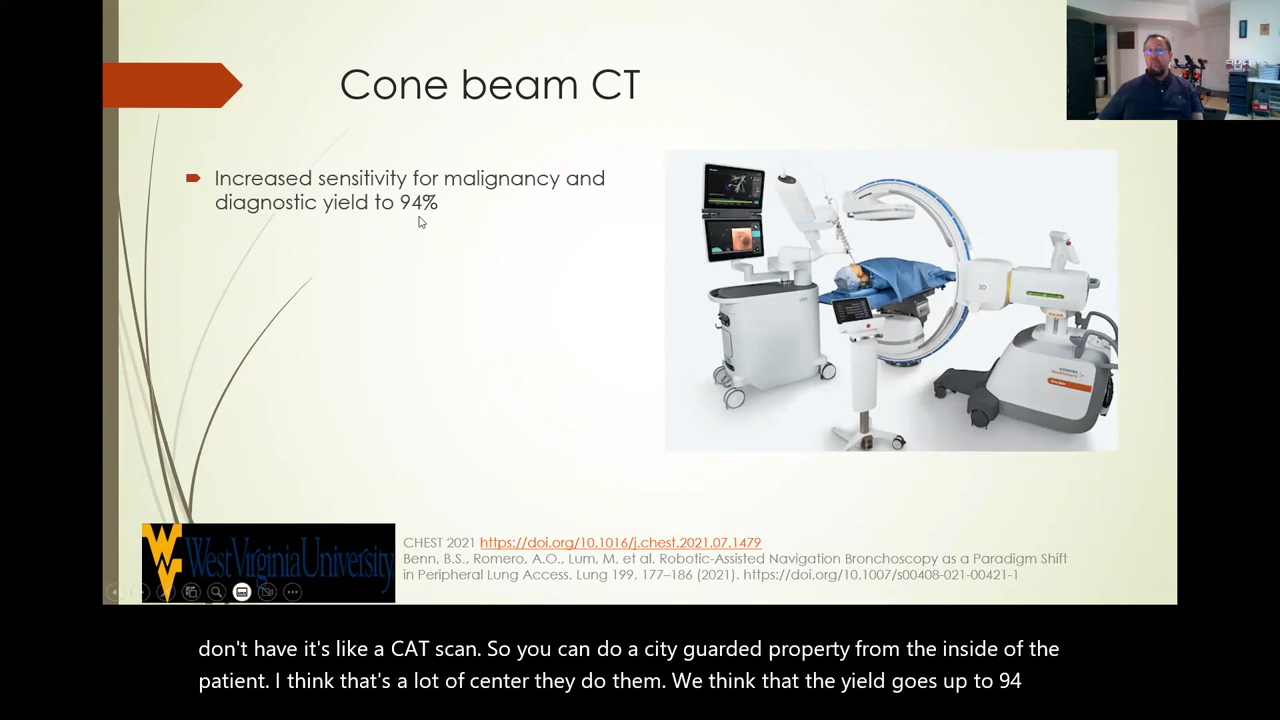 Cone beam CT
Increased sensitivity for malignancy and
diagnostic yield to 94%
3D
SIEMENS
Healthineers
West Virginia University
CHEST 2021 https://doi.org/10.1016/j.chest.2021.07.1479
Benn, B.S., Romero, A.O., Lum, M. et al. Robotic-Assisted Navigation Bronchoscopy as a Paradigm Shift
in Peripheral Lung Access. Lung 199, 177–186 (2021). https://doi.org/10.1007/s00408-021-00421-1
don't have it's like a CAT scan. So you can do a city guarded property from the inside of the
patient. I think that's a lot of center they do them. We think that the yield goes up to 94